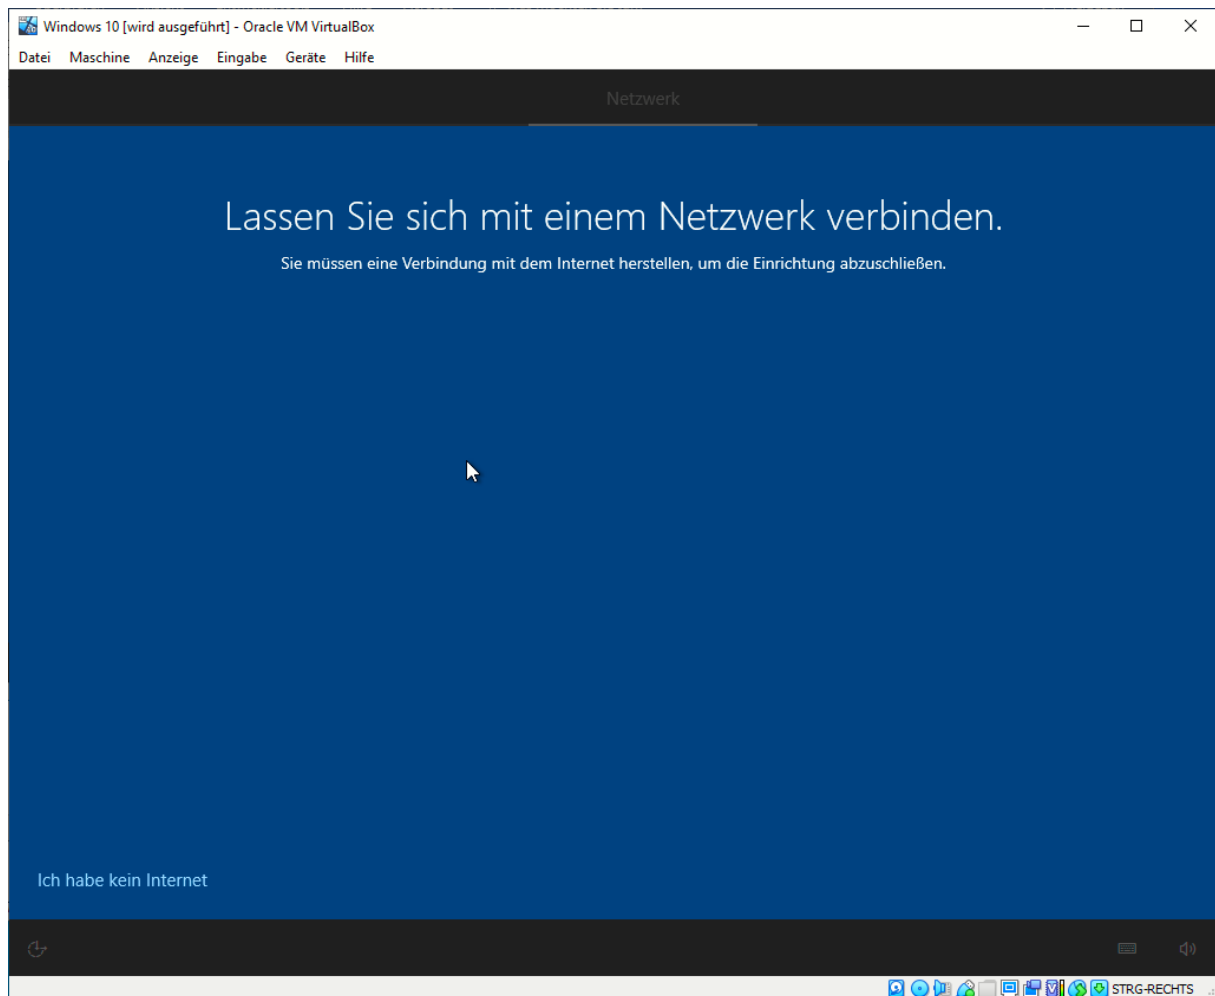 Windows 10 [wird ausgeführt] - Oracle VM VirtualBox
Datei Maschine Anzeige Eingabe Geräte Hilfe
Netzwerk
Lassen Sie sich mit einem Netzwerk verbinden.
Sie müssen eine Verbindung mit dem Internet herstellen, um die Einrichtung abzuschließen.
Ich habe kein Internet
STRG-RECHTS